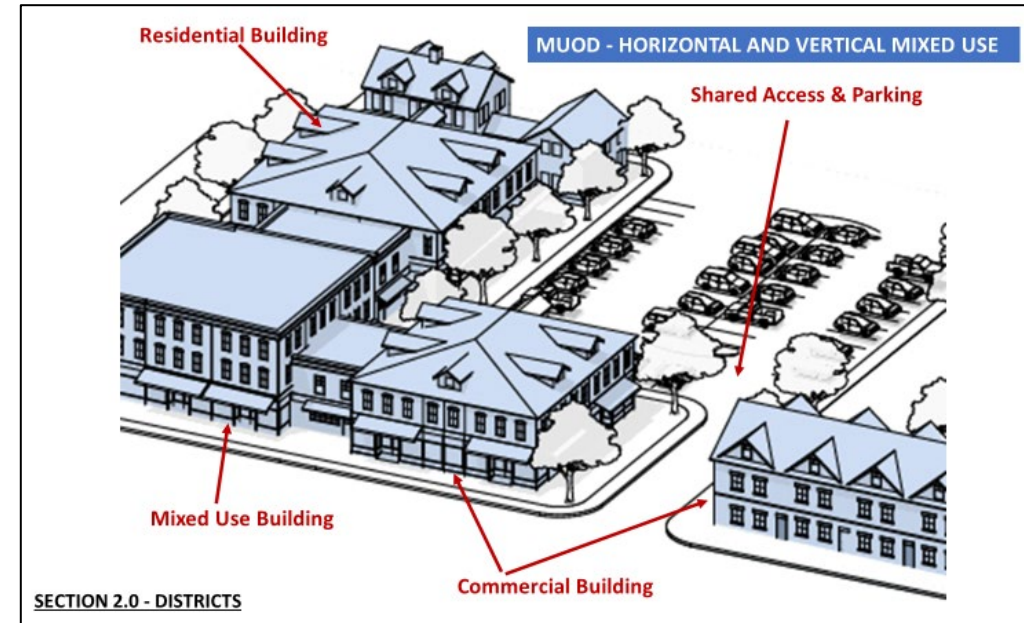 Residential Building
MUOD - HORIZONTAL AND VERTICAL MIXED USE
Shared Access & Parking
Mixed Use Building
Commercial Building
SECTION 2.0 - DISTRICTS